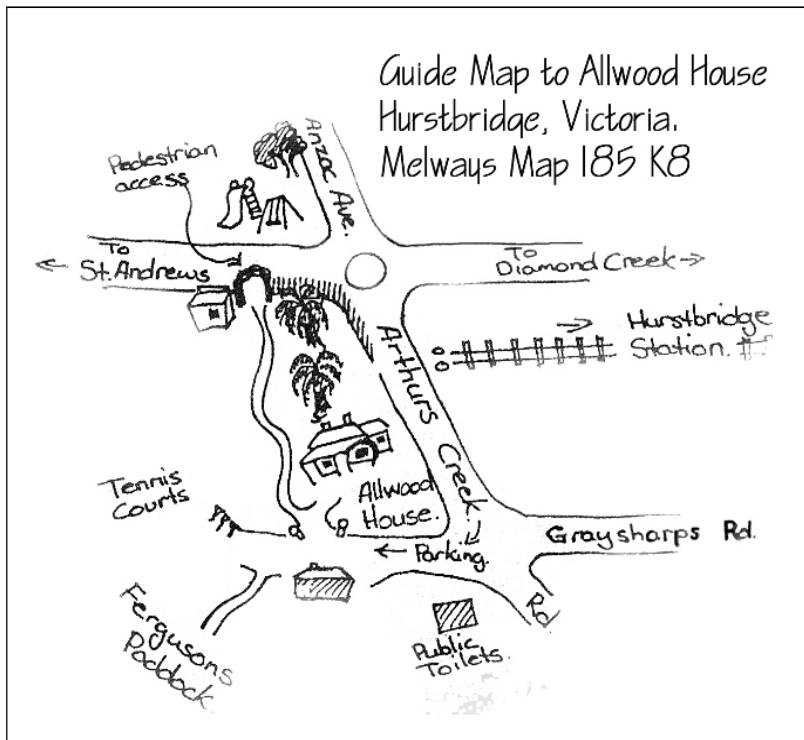 Guide Map to Allwood House
Hurstbridge, Victoria.
Melways Map 185 K8
Anzac Ave.
Pedestrian
access
To
St. Andrews
To
Diamond Creek
Hurstbridge
Station.
Arthurs Creek
Rd
Allwood
House.
Tennis
Courts
Parking.
Graysharps Rd.
Fergusons
Paddock
Public
Toilets.